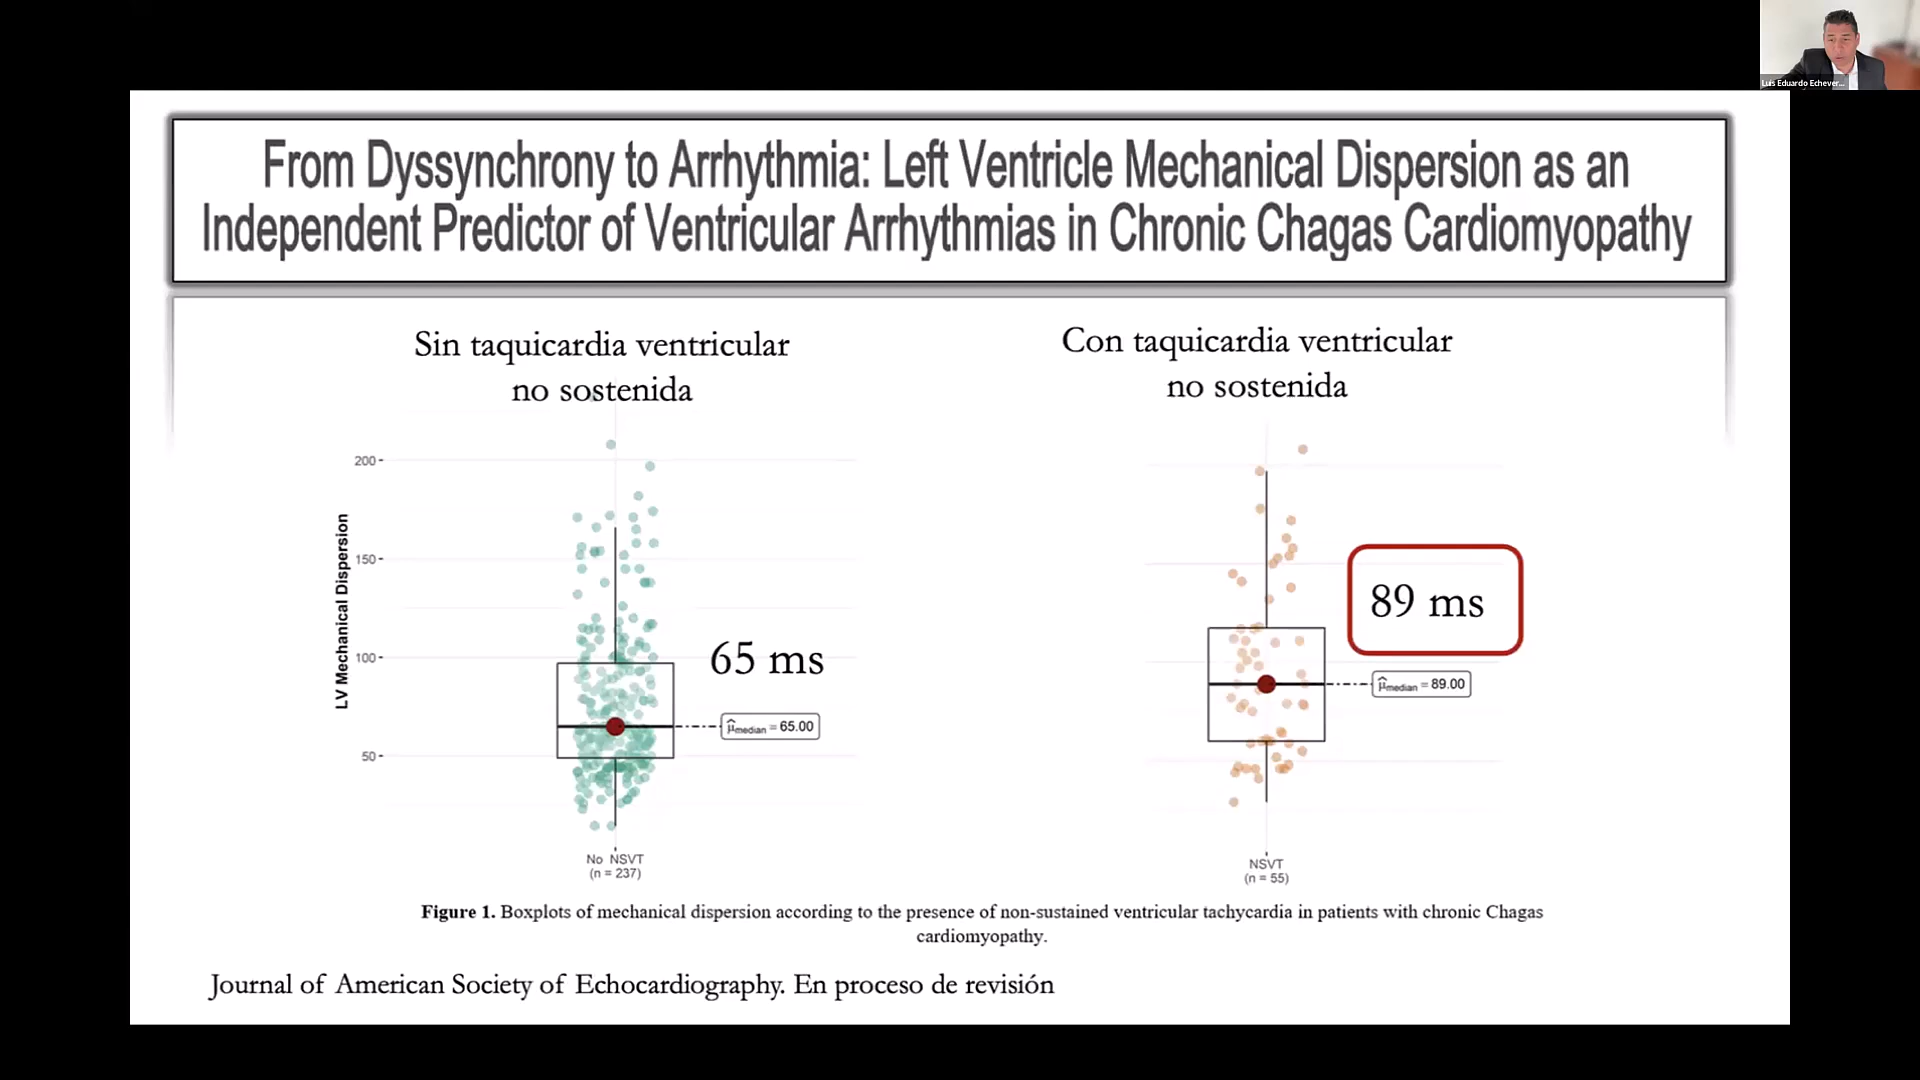 Luis Eduardo Echever...
From Dyssynchrony to Arrhythmia: Left Ventricle Mechanical Dispersion as an
Independent Predictor of Ventricular Arrhythmias in Chronic Chagas Cardiomyopathy
Sin taquicardia ventricular
no sostenida
Con taquicardia ventricular
no sostenida
LV Mechanical Dispersion
200
150
100
50
65 ms
μ̂median = 65.00
No NSVT
(n = 237)
89 ms
μ̂median = 89.00
NSVT
(n = 55)
Figure 1. Boxplots of mechanical dispersion according to the presence of non-sustained ventricular tachycardia in patients with chronic Chagas
cardiomyopathy.
Journal of American Society of Echocardiography. En proceso de revisión